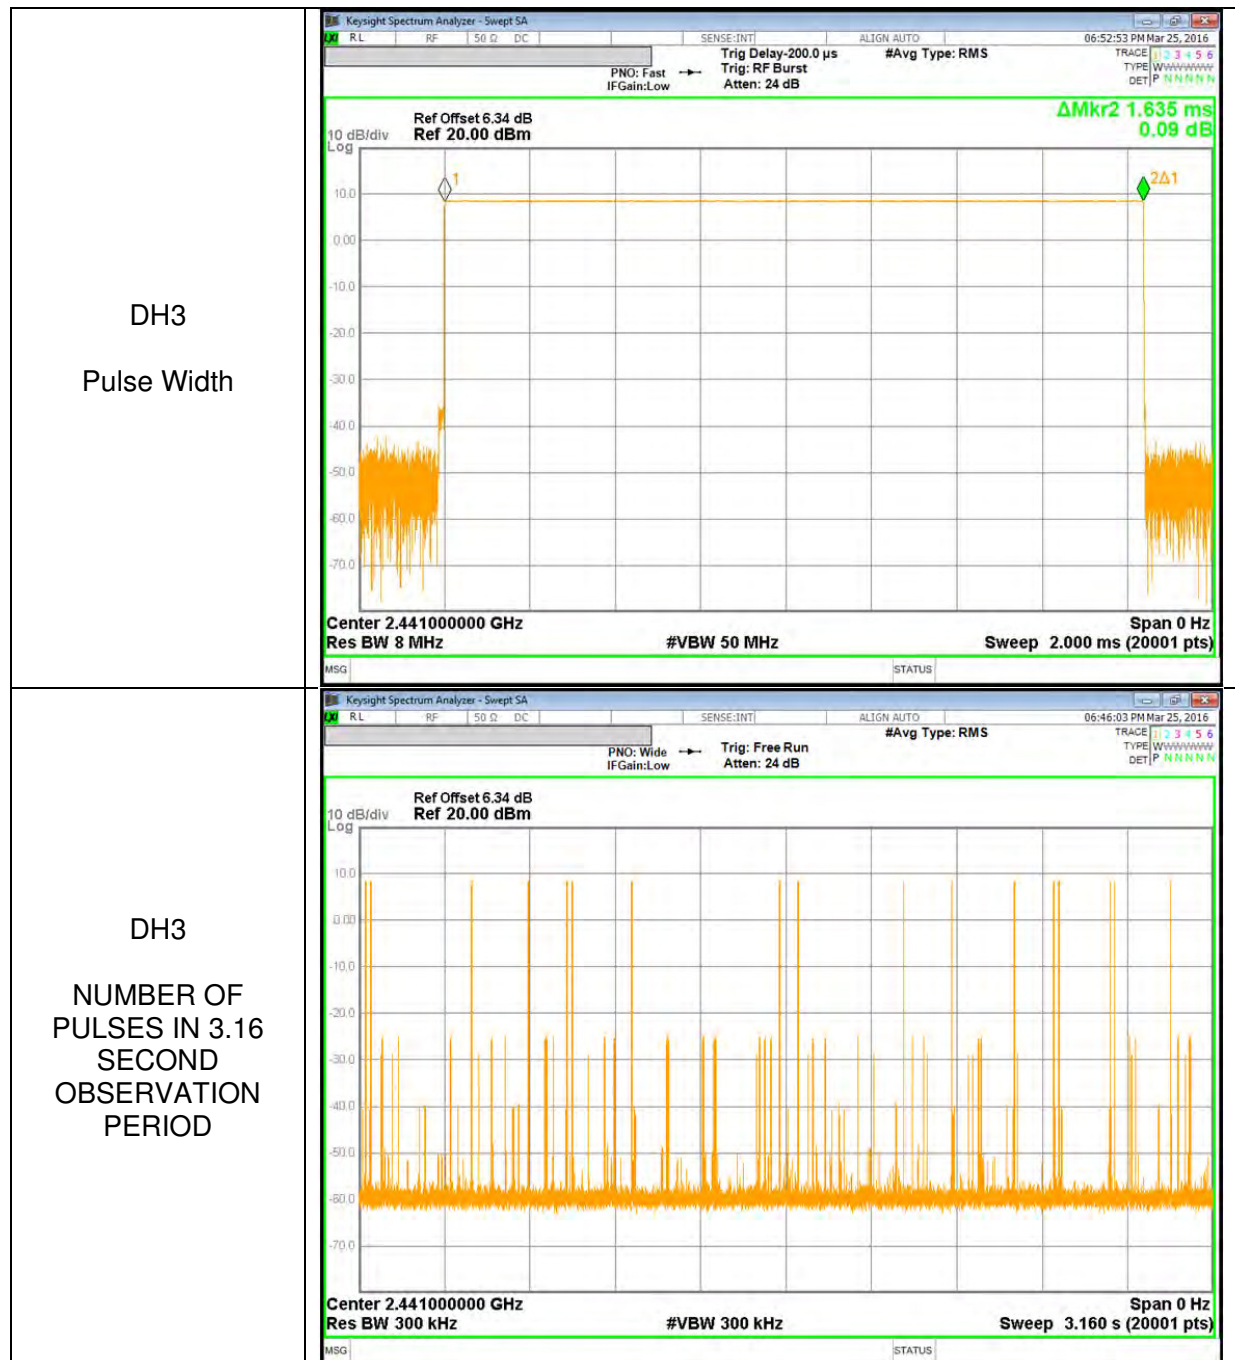 DH3
Pulse Width
Keysight Spectrum Analyzer - Swept SA
LXI RL RF 50 Ω DC SENSE:INT ALIGN AUTO 06:52:53 PM Mar 25, 2016
Trig Delay-200.0 µs #Avg Type: RMS TRACE 1 2 3 4 5 6
PNO: Fast Trig: RF Burst TYPE WWWWWW
IFGain:Low Atten: 24 dB DET P N N N N N
ΔMkr2 1.635 ms
0.09 dB
Ref Offset 6.34 dB
10 dB/div Ref 20.00 dBm
Log
1
2Δ1
10.0
0.00
-10.0
-20.0
-30.0
-40.0
-50.0
-60.0
-70.0
Center 2.441000000 GHz Span 0 Hz
Res BW 8 MHz #VBW 50 MHz Sweep 2.000 ms (20001 pts)
MSG STATUS
DH3
NUMBER OF
PULSES IN 3.16
SECOND
OBSERVATION
PERIOD
Keysight Spectrum Analyzer - Swept SA
LXI RL RF 50 Ω DC SENSE:INT ALIGN AUTO 06:46:03 PM Mar 25, 2016
#Avg Type: RMS TRACE 1 2 3 4 5 6
PNO: Wide Trig: Free Run TYPE WWWWWW
IFGain:Low Atten: 24 dB DET P N N N N N
Ref Offset 6.34 dB
10 dB/div Ref 20.00 dBm
Log
10.0
0.00
-10.0
-20.0
-30.0
-40.0
-50.0
-60.0
-70.0
Center 2.441000000 GHz Span 0 Hz
Res BW 300 kHz #VBW 300 kHz Sweep 3.160 s (20001 pts)
MSG STATUS